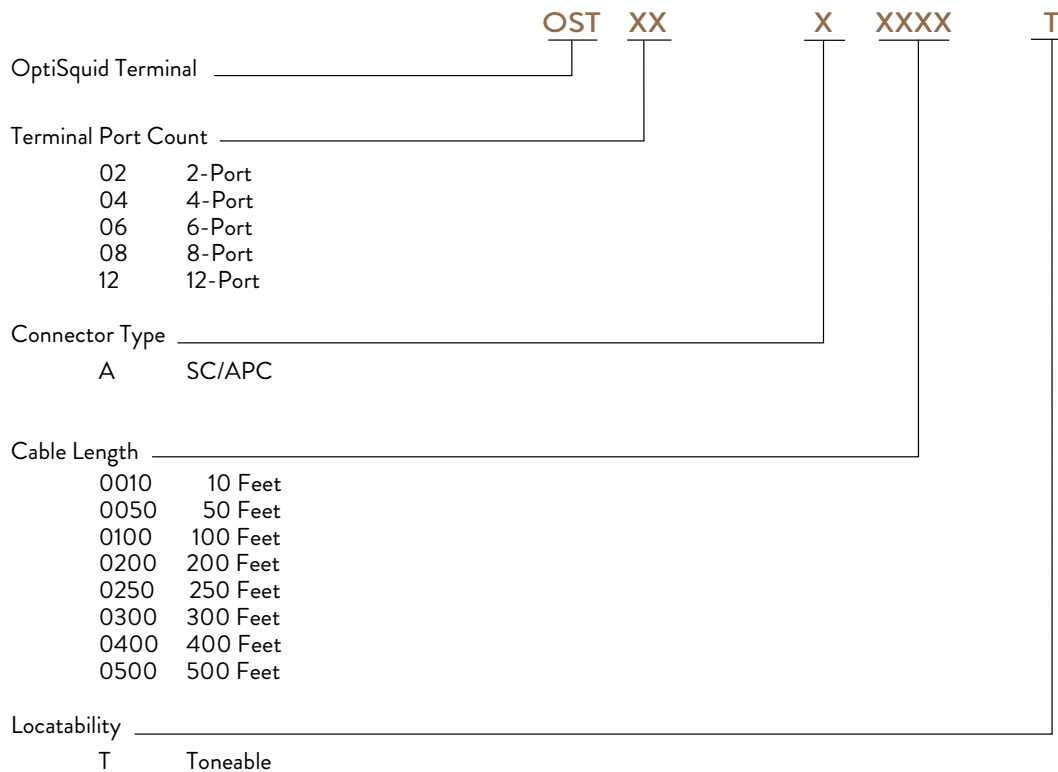 OST XX X XXXX T
OptiSquid Terminal
Terminal Port Count
02 2-Port
04 4-Port
06 6-Port
08 8-Port
12 12-Port
Connector Type
A SC/APC
Cable Length
0010 10 Feet
0050 50 Feet
0100 100 Feet
0200 200 Feet
0250 250 Feet
0300 300 Feet
0400 400 Feet
0500 500 Feet
Locatability
T Toneable